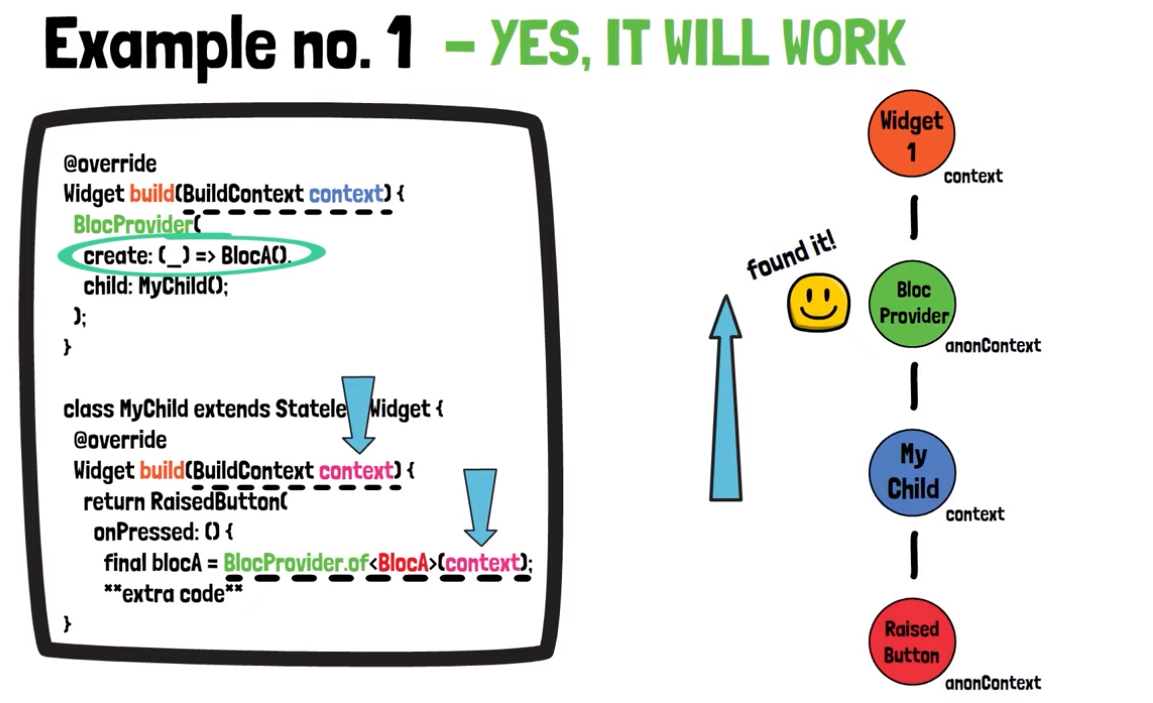 Example no. 1 – YES, IT WILL WORK
@override
Widget build(BuildContext context) {
BlocProvider(
create: (_) => BlocA().
child: MyChild();
);
}
class MyChild extends Statele Widget {
@override
Widget build(BuildContext context) {
return RaisedButton(
onPressed: () {
final blocA = BlocProvider.of<BlocA>(context);
**extra code**
}
found it!
Widget
1
context
Bloc
Provider
anonContext
My
Child
context
Raised
Button
anonContext